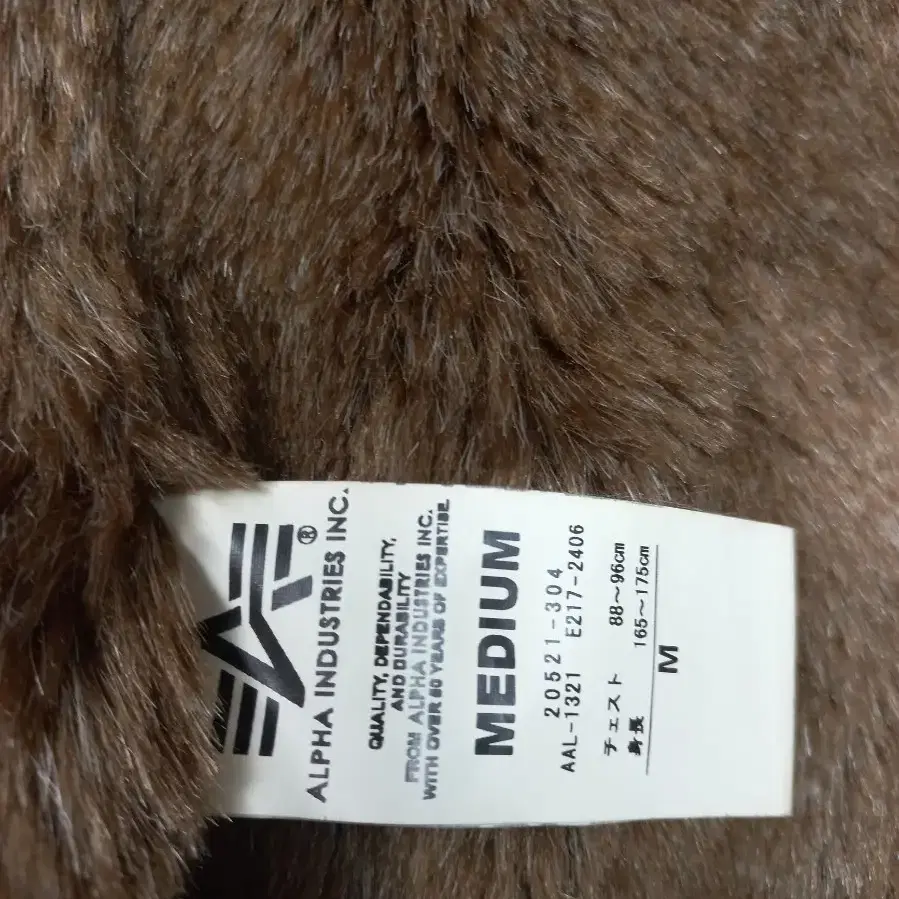 ALPHA INDUSTRIES INC.®
QUALITY, DEPENDABILITY,
AND DURABILITY
FROM ALPHA INDUSTRIES INC.
WITH OVER 60 YEARS OF EXPERTISE
MEDIUM
20521-304
AAL-1321 E217-2406
チェスト 88～96cm
身長 165～175cm
M